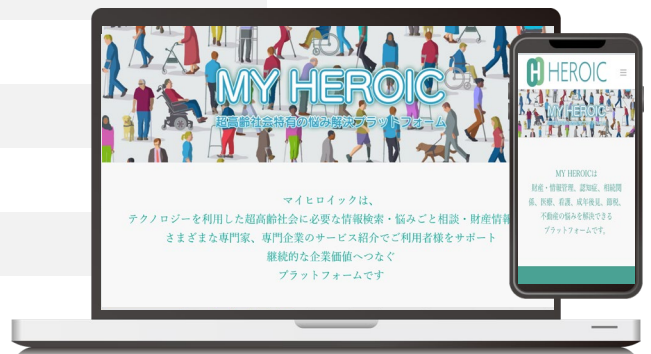 MY HEROIC
超高齢社会特有の悩み解決プラットフォーム
マイヒロイックは、
テクノロジーを利用した超高齢社会に必要な情報検索・悩みごと相談・財産情報
さまざまな専門家、専門企業のサービス紹介でご利用者様をサポート
継続的な企業価値へつなぐ
プラットフォームです
HEROIC
MY HEROIC
MY HEROICは
財産・情報管理、認知症、相続関
係、医療、看護、成年後見、節税、
不動産の悩みを解決できる
プラットフォームです。